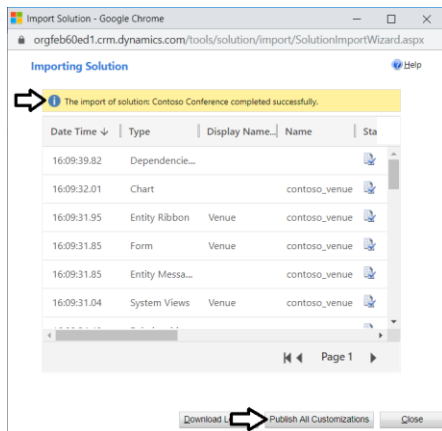 Import Solution - Google Chrome
orgfeb60ed1.crm.dynamics.com/tools/solution/import/SolutionImportWizard.aspx
Importing Solution
Help
The import of solution: Contoso Conference completed successfully.
Date Time Type Display Name... Name Sta
16:09:39.82 Dependencie...
16:09:32.01 Chart contoso_venue
16:09:31.95 Entity Ribbon Venue contoso_venue
16:09:31.85 Form Venue contoso_venue
16:09:31.85 Entity Messa... contoso_venue
16:09:31.04 System Views Venue contoso_venue
Page 1
Download Publish All Customizations Close